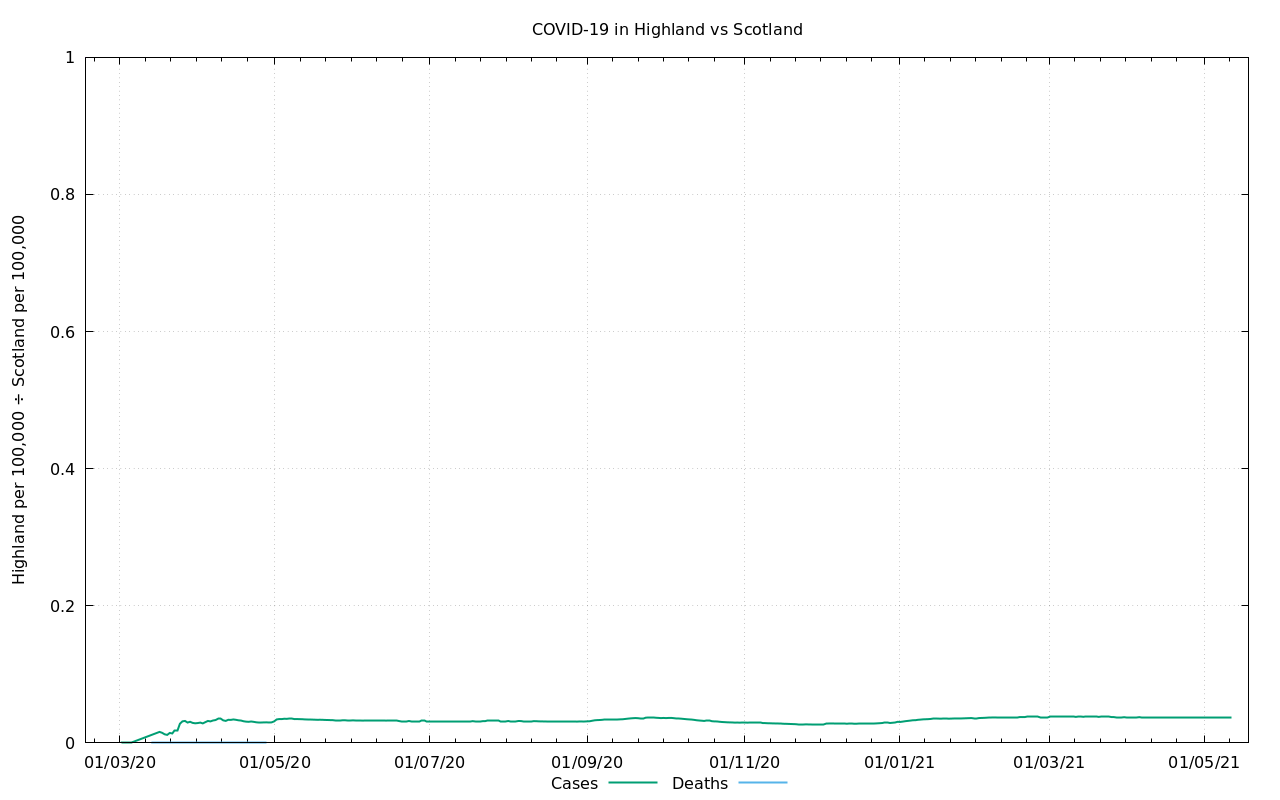 COVID-19 in Highland vs Scotland
Highland per 100,000 ÷ Scotland per 100,000
1
0.8
0.6
0.4
0.2
0
01/03/20 01/05/20 01/07/20 01/09/20 01/11/20 01/01/21 01/03/21 01/05/21
Cases Deaths